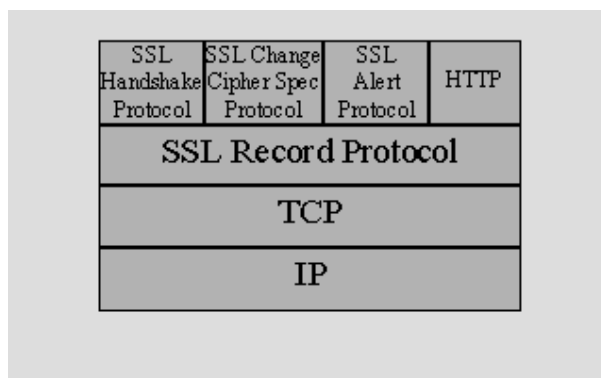 SSL
Handshake
Protocol
SSL Change
Cipher Spec
Protocol
SSL
Alert
Protocol
HTTP
SSL Record Protocol
TCP
IP